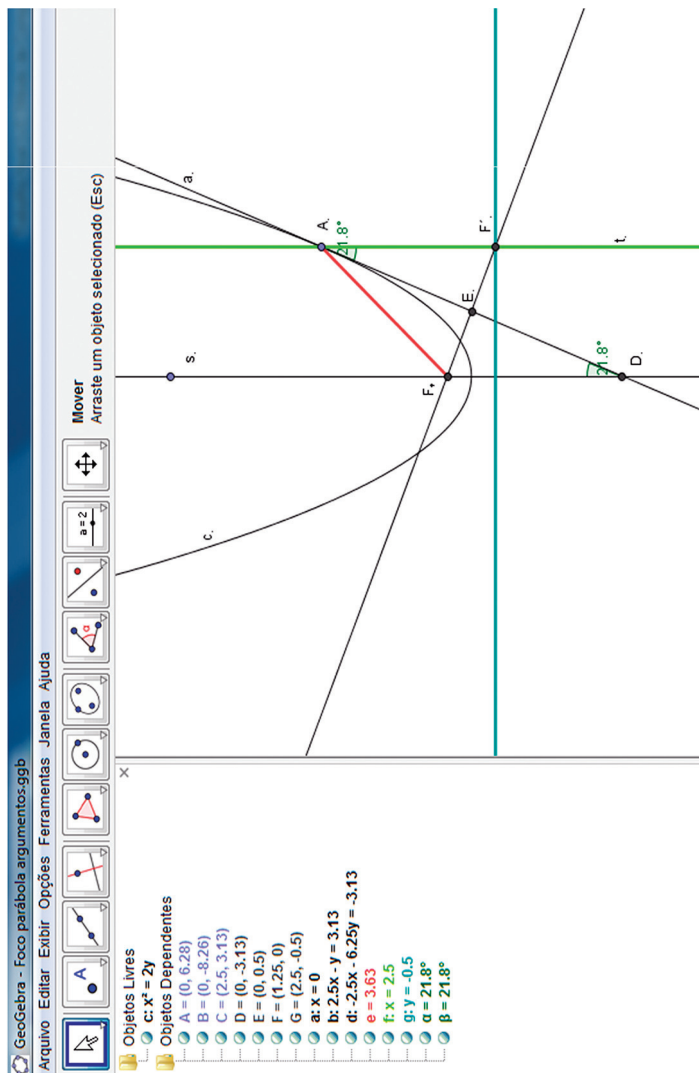 GeoGebra - Foco parábola argumentos.ggb
Arquivo Editar Exibir Opções Ferramentas Janela Ajuda
A
α
a = 2
Mover
Arraste um objeto selecionado (Esc)
Objetos Livres
c: x² = 2y
Objetos Dependentes
A = (0, 6.28)
B = (0, -8.26)
C = (2.5, 3.13)
D = (0, -3.13)
E = (0, 0.5)
F = (1.25, 0)
G = (2.5, -0.5)
a: x = 0
b: 2.5x - y = 3.13
d: -2.5x - 6.25y = -3.13
e = 3.63
f: x = 2.5
g: y = -0.5
α = 21.8°
β = 21.8°
s.
a.
A.
21.8°
c.
F,
E.
F´.
21.8°
D.
t.